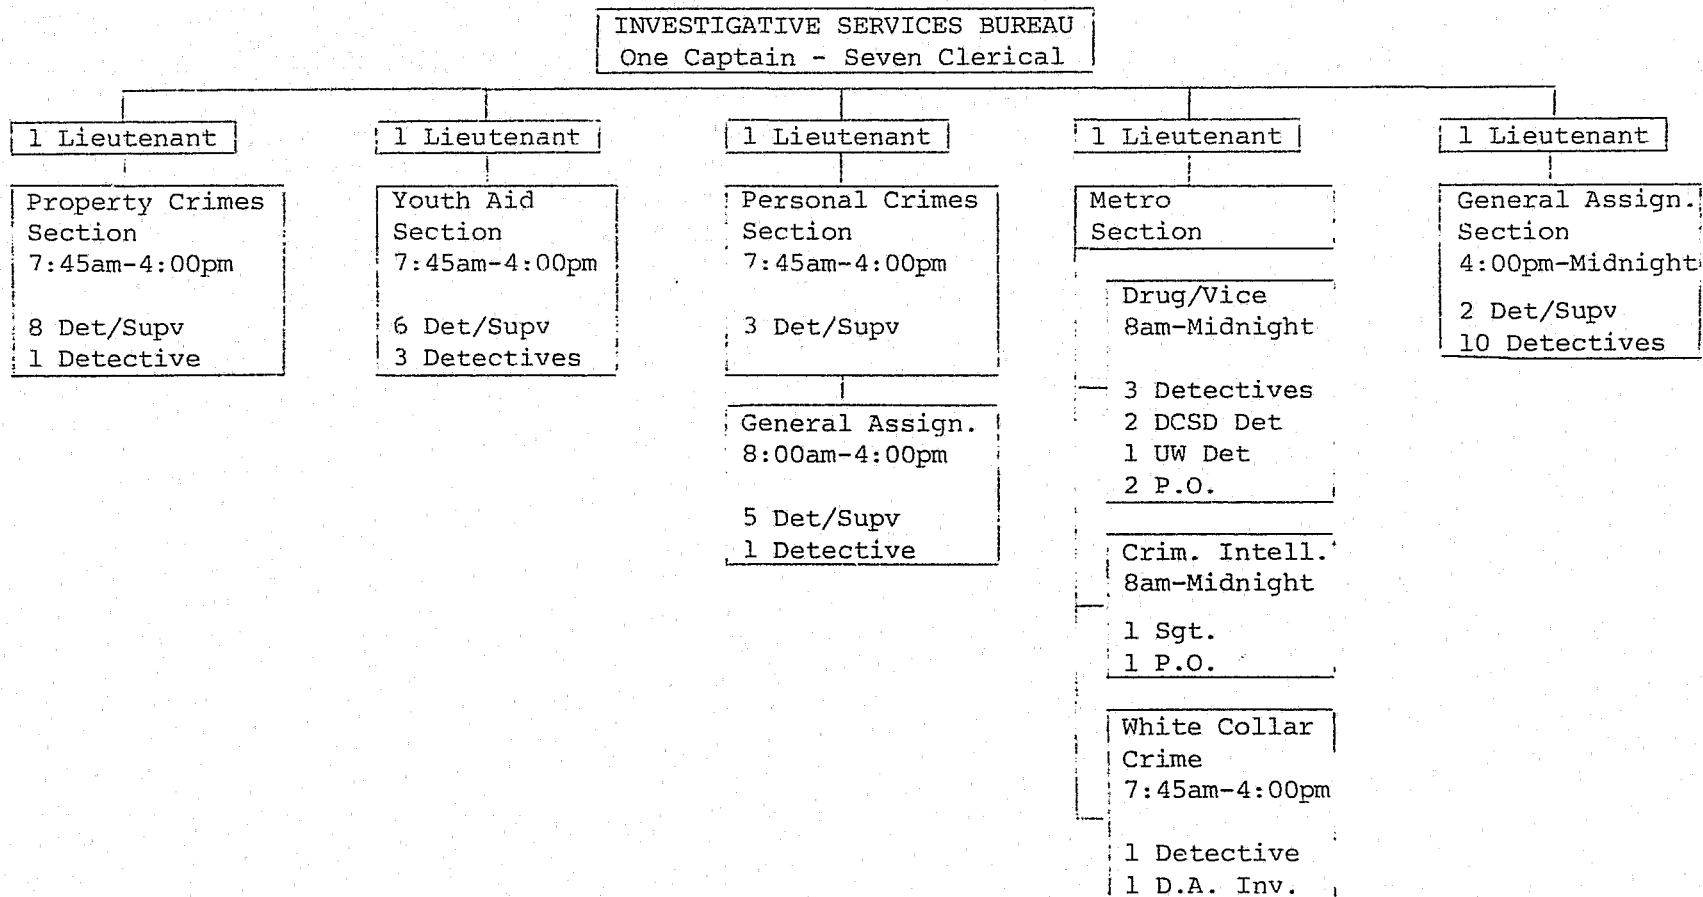 INVESTIGATIVE SERVICES BUREAU
One Captain - Seven Clerical
1 Lieutenant
Property Crimes
Section
7:45am-4:00pm
8 Det/Supv
1 Detective
1 Lieutenant
Youth Aid
Section
7:45am-4:00pm
6 Det/Supv
3 Detectives
1 Lieutenant
Personal Crimes
Section
7:45am-4:00pm
3 Det/Supv
General Assign.
8:00am-4:00pm
5 Det/Supv
1 Detective
1 Lieutenant
Metro
Section
Drug/Vice
8am-Midnight
3 Detectives
2 DCSD Det
1 UW Det
2 P.O.
Crim. Intell.
8am-Midnight
1 Sgt.
1 P.O.
White Collar
Crime
7:45am-4:00pm
1 Detective
1 D.A. Inv.
1 Lieutenant
General Assign.
Section
4:00pm-Midnight
2 Det/Supv
10 Detectives